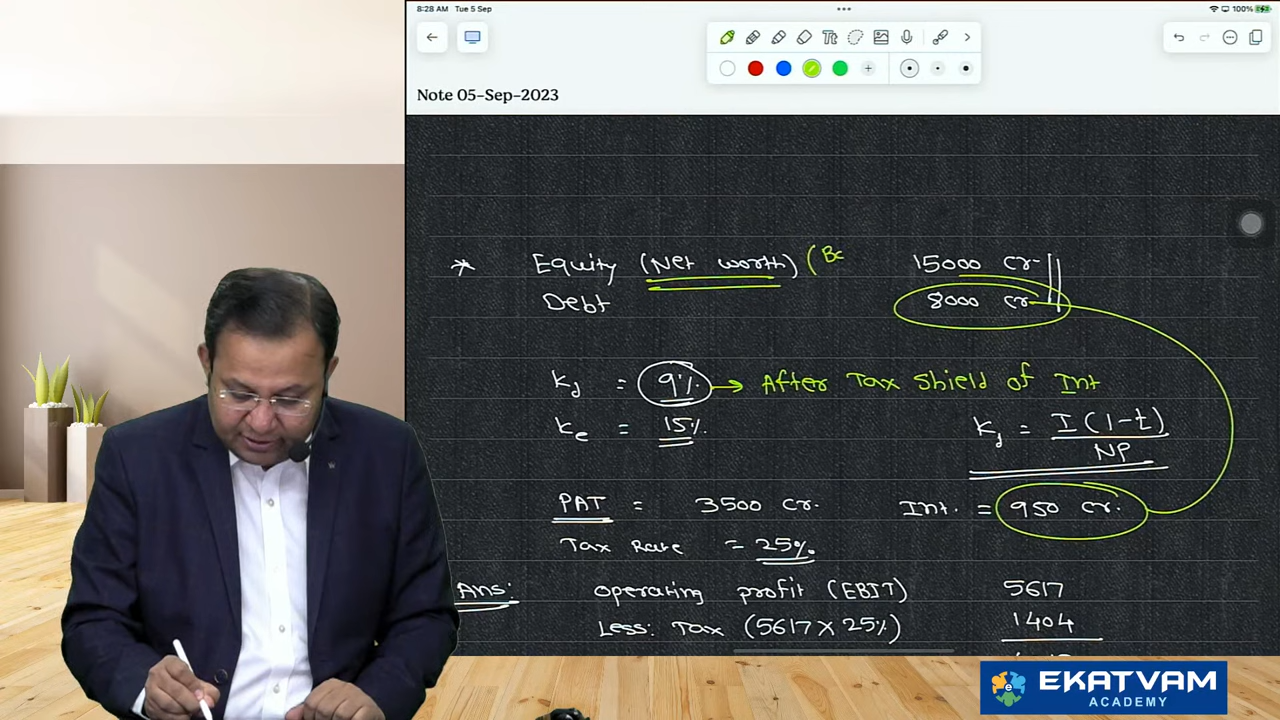 8:28 AM Tue 5 Sep
100%
Note 05-Sep-2023
* Equity (Net worth) (Bo 15000 cr
Debt 8000 cr
Kd = 9% → After Tax Shield of Int
Ke = 15%
Kd = I (1-t)
NP
PAT = 3500 Cr. Int. = 950 cr.
Tax Rate = 25%
Ans: operating profit (EBIT) 5617
Less: Tax (5617 X 25%) 1404
EKATVAM
ACADEMY